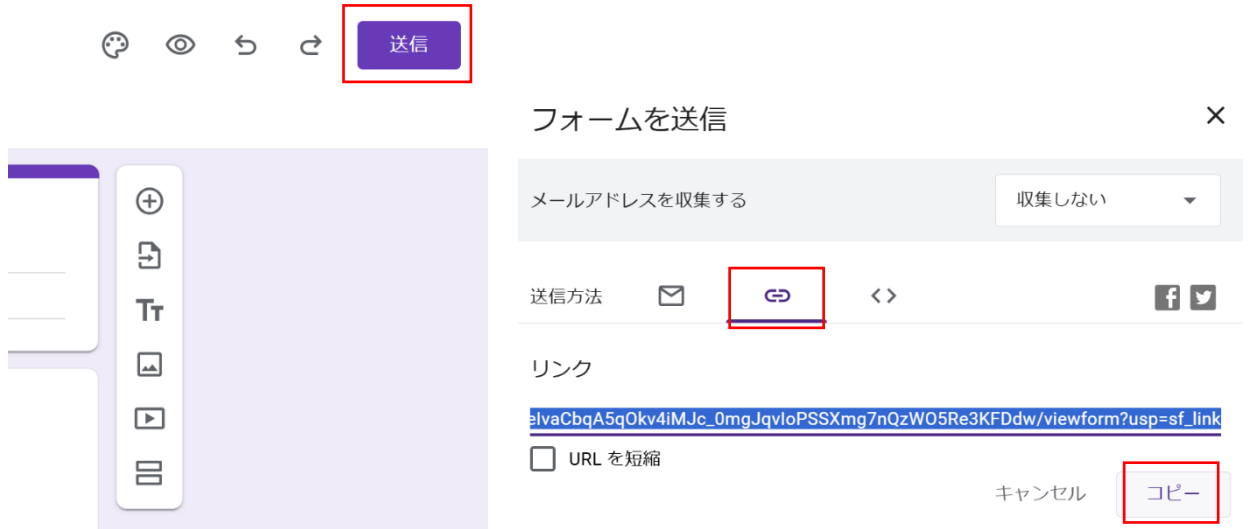 送信
フォームを送信
メールアドレスを収集する
収集しない
送信方法
リンク
eIvaCbqA5qOkv4iMJc_0mgJqvIoPSSXmg7nQzWO5Re3KFDdw/viewform?usp=sf_link
URL を短縮
キャンセル
コピー